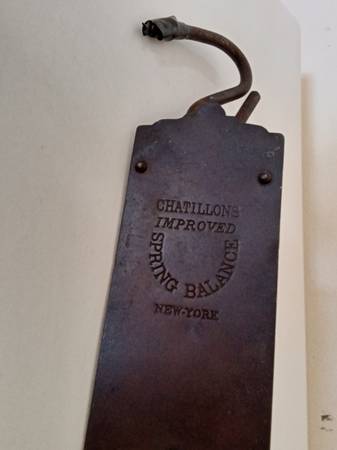 CHATILLONS
IMPROVED
SPRING BALANCE
NEW-YORK